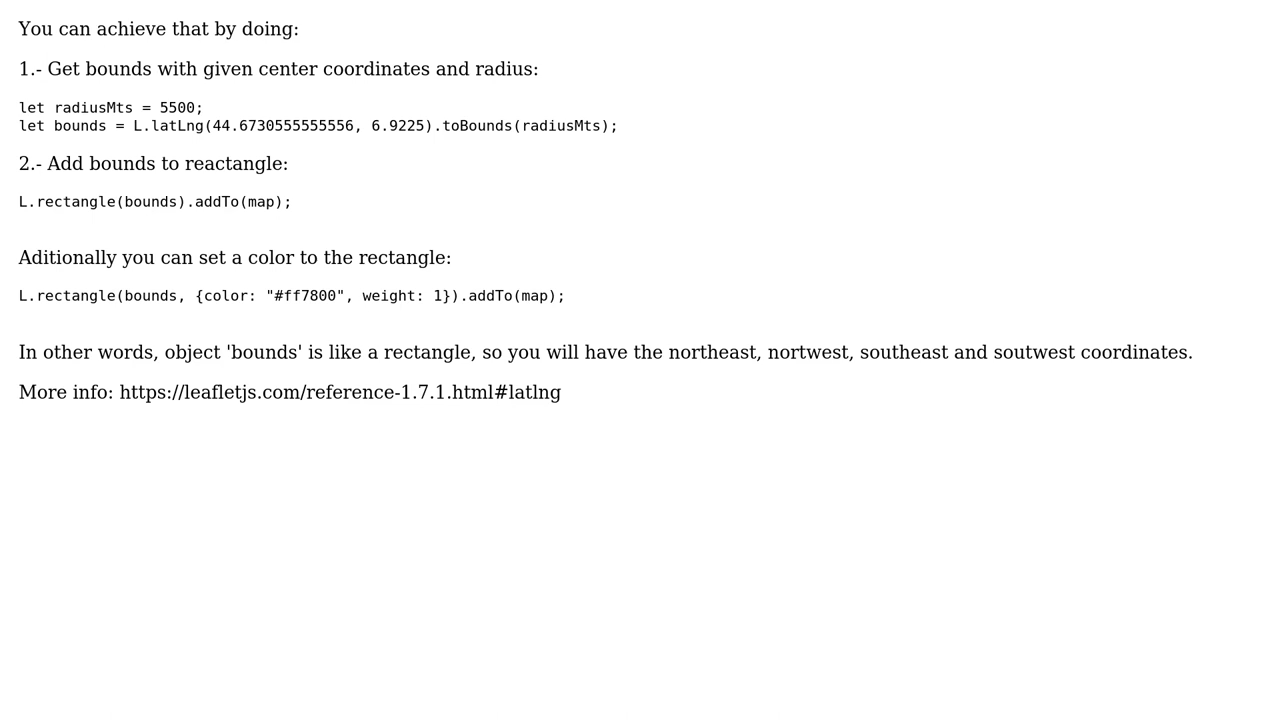 You can achieve that by doing:
1.- Get bounds with given center coordinates and radius:
let radiusMts = 5500;
let bounds = L.latLng(44.6730555555556, 6.9225).toBounds(radiusMts);
2.- Add bounds to reactangle:
L.rectangle(bounds).addTo(map);
Aditionally you can set a color to the rectangle:
L.rectangle(bounds, {color: "#ff7800", weight: 1}).addTo(map);
In other words, object 'bounds' is like a rectangle, so you will have the northeast, nortwest, southeast and soutwest coordinates.
More info: https://leafletjs.com/reference-1.7.1.html#latlng